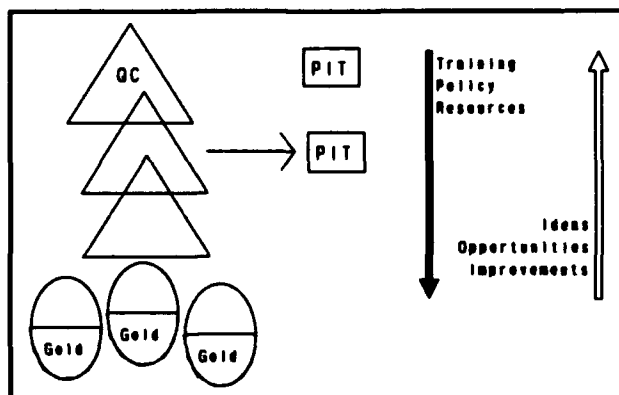 QC
PIT
PIT
Training
Policy
Resources
Ideas
Opportunities
Improvements
Gold
Gold
Gold